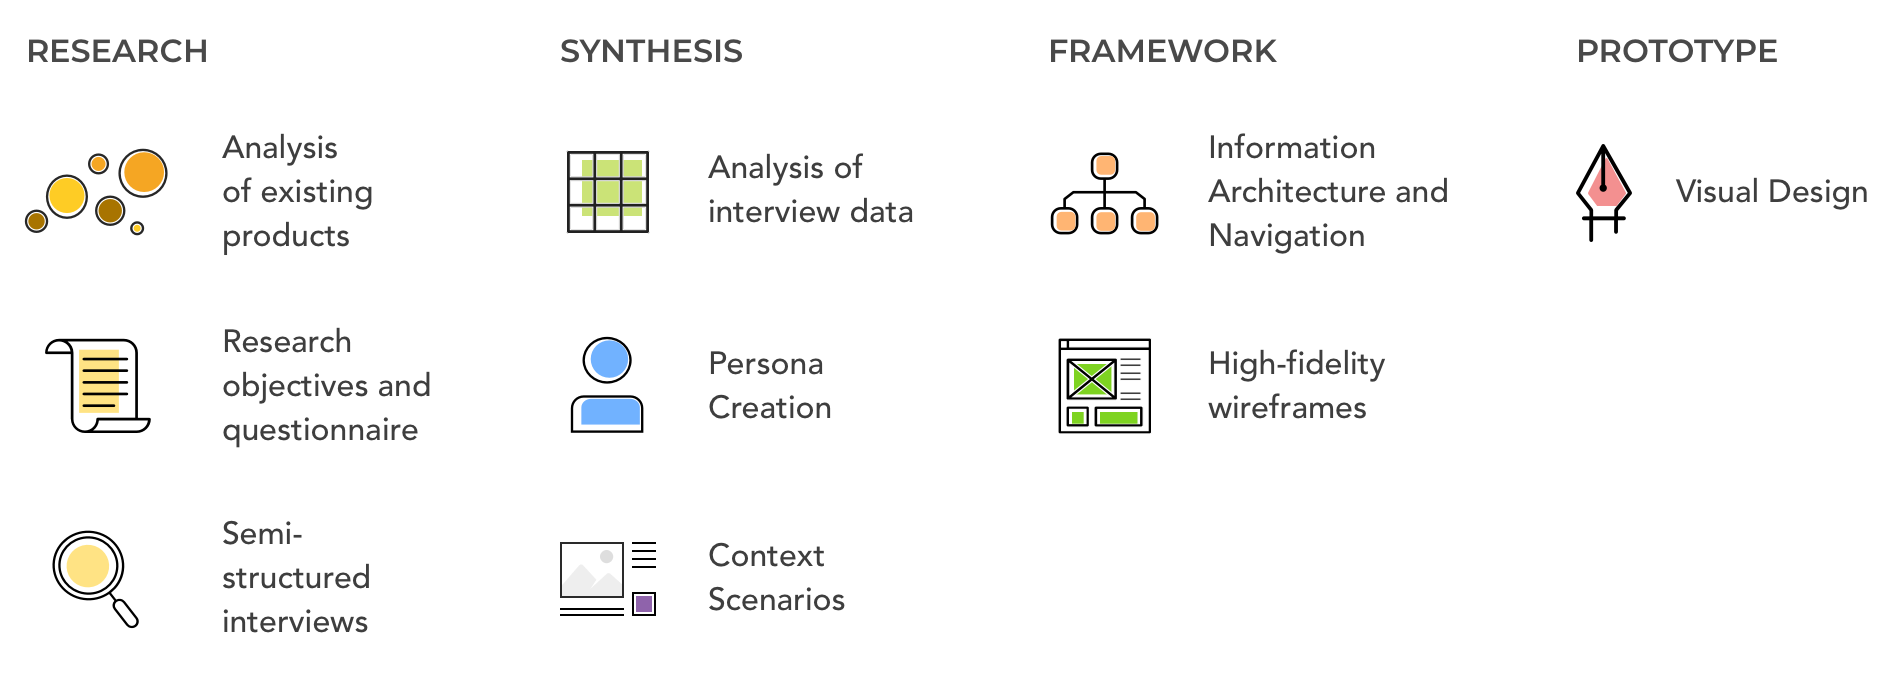 RESEARCH
Analysis
of existing
products
Research
objectives and
questionnaire
Semi-
structured
interviews
SYNTHESIS
Analysis of
interview data
Persona
Creation
Context
Scenarios
FRAMEWORK
Information
Architecture and
Navigation
High-fidelity
wireframes
PROTOTYPE
Visual Design